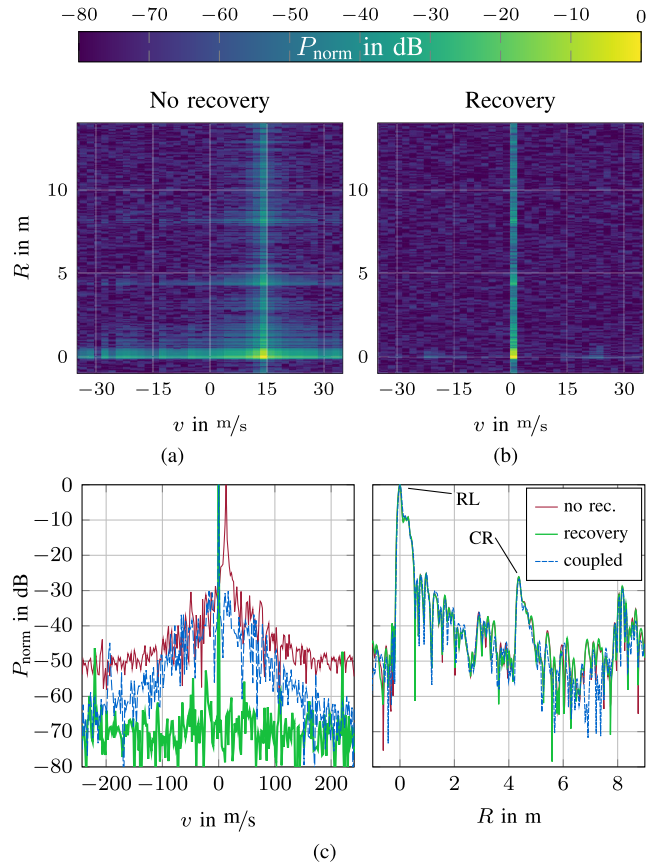 −80 −70 −60 −50 −40 −30 −20 −10 0
P_norm in dB
No recovery
Recovery
10
5
0
R in m
−30 −15 0 15 30
v in m/s
(a)
10
5
0
−30 −15 0 15 30
v in m/s
(b)
0
−10
−20
−30
−40
−50
−60
−70
−80
P_norm in dB
−200 −100 0 100 200
v in m/s
RL
CR
no rec.
recovery
coupled
0 2 4 6 8
R in m
(c)